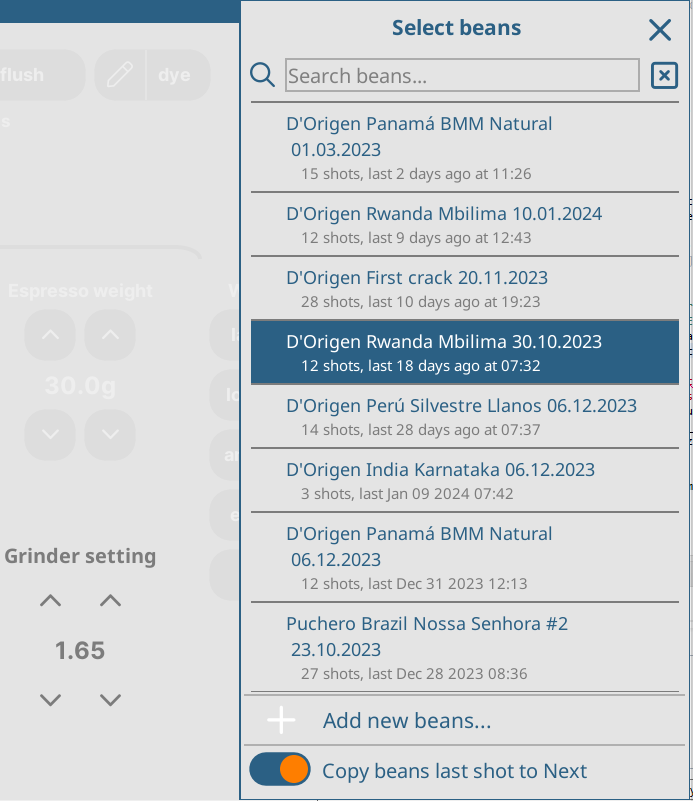 Select beans
flush
dye
Search beans...
s
D'Origen Panamá BMM Natural
01.03.2023
15 shots, last 2 days ago at 11:26
D'Origen Rwanda Mbilima 10.01.2024
12 shots, last 9 days ago at 12:43
D'Origen First crack 20.11.2023
28 shots, last 10 days ago at 19:23
D'Origen Rwanda Mbilima 30.10.2023
12 shots, last 18 days ago at 07:32
D'Origen Perú Silvestre Llanos 06.12.2023
14 shots, last 28 days ago at 07:37
D'Origen India Karnataka 06.12.2023
3 shots, last Jan 09 2024 07:42
D'Origen Panamá BMM Natural
06.12.2023
12 shots, last Dec 31 2023 12:13
Puchero Brazil Nossa Senhora #2
23.10.2023
27 shots, last Dec 28 2023 08:36
Add new beans...
Copy beans last shot to Next
Espresso weight
30.0g
Grinder setting
1.65